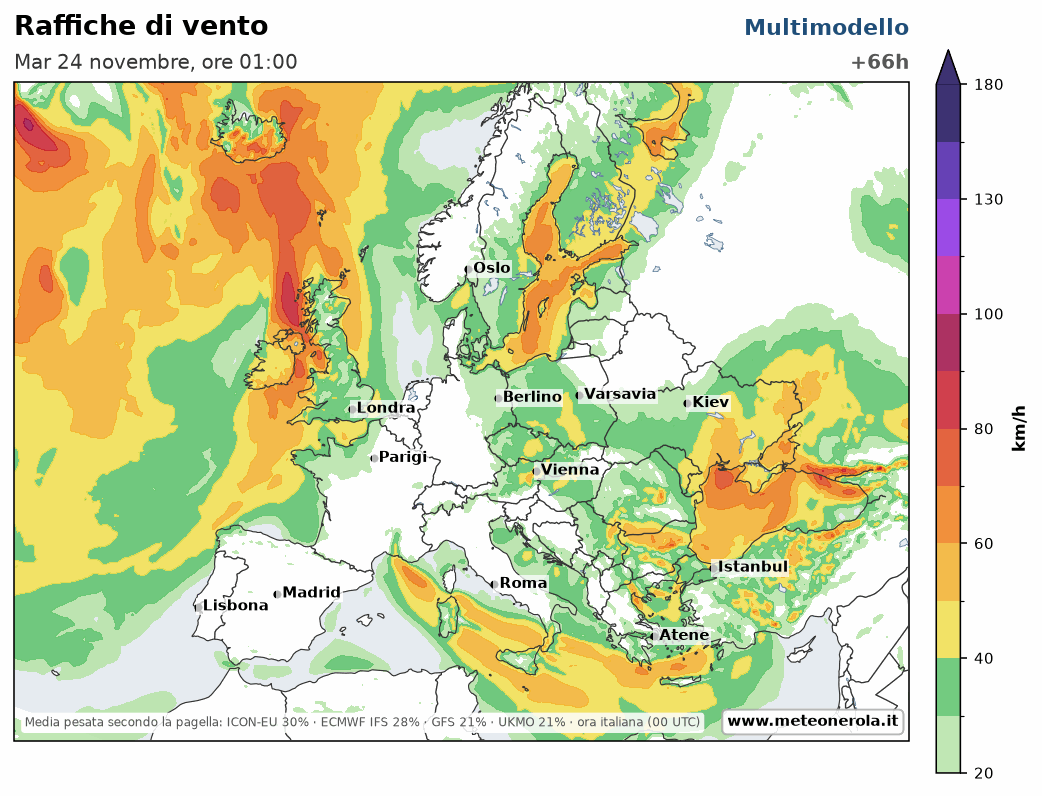 Raffiche di vento
Multimodello
Mar 24 novembre, ore 01:00
+66h
180
130
100
80
60
40
20
km/h
Oslo
Berlino
Varsavia
Kiev
Londra
Parigi
Vienna
Istanbul
Roma
Madrid
Lisbona
Atene
Media pesata secondo la pagella: ICON-EU 30% · ECMWF IFS 28% · GFS 21% · UKMO 21% · ora italiana (00 UTC)
www.meteonerola.it